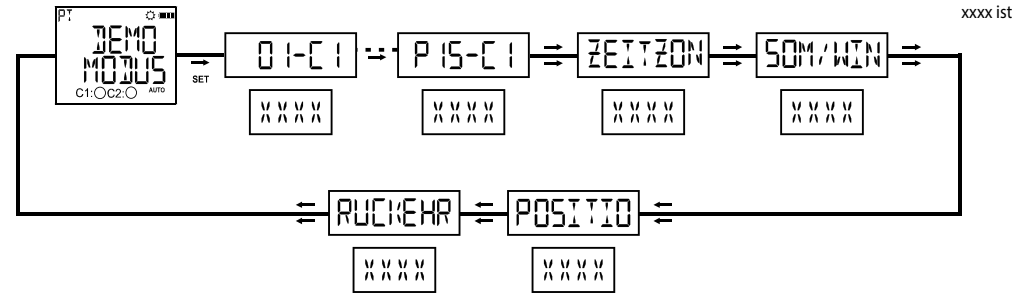 xxxx ist
PT
DEMO
MODUS
C1: C2: AUTO
SET
01-C1
P15-C1
ZEITZON
SOM/WIN
XXXX
XXXX
XXXX
XXXX
RUCKEHR
POSITIO
XXXX
XXXX